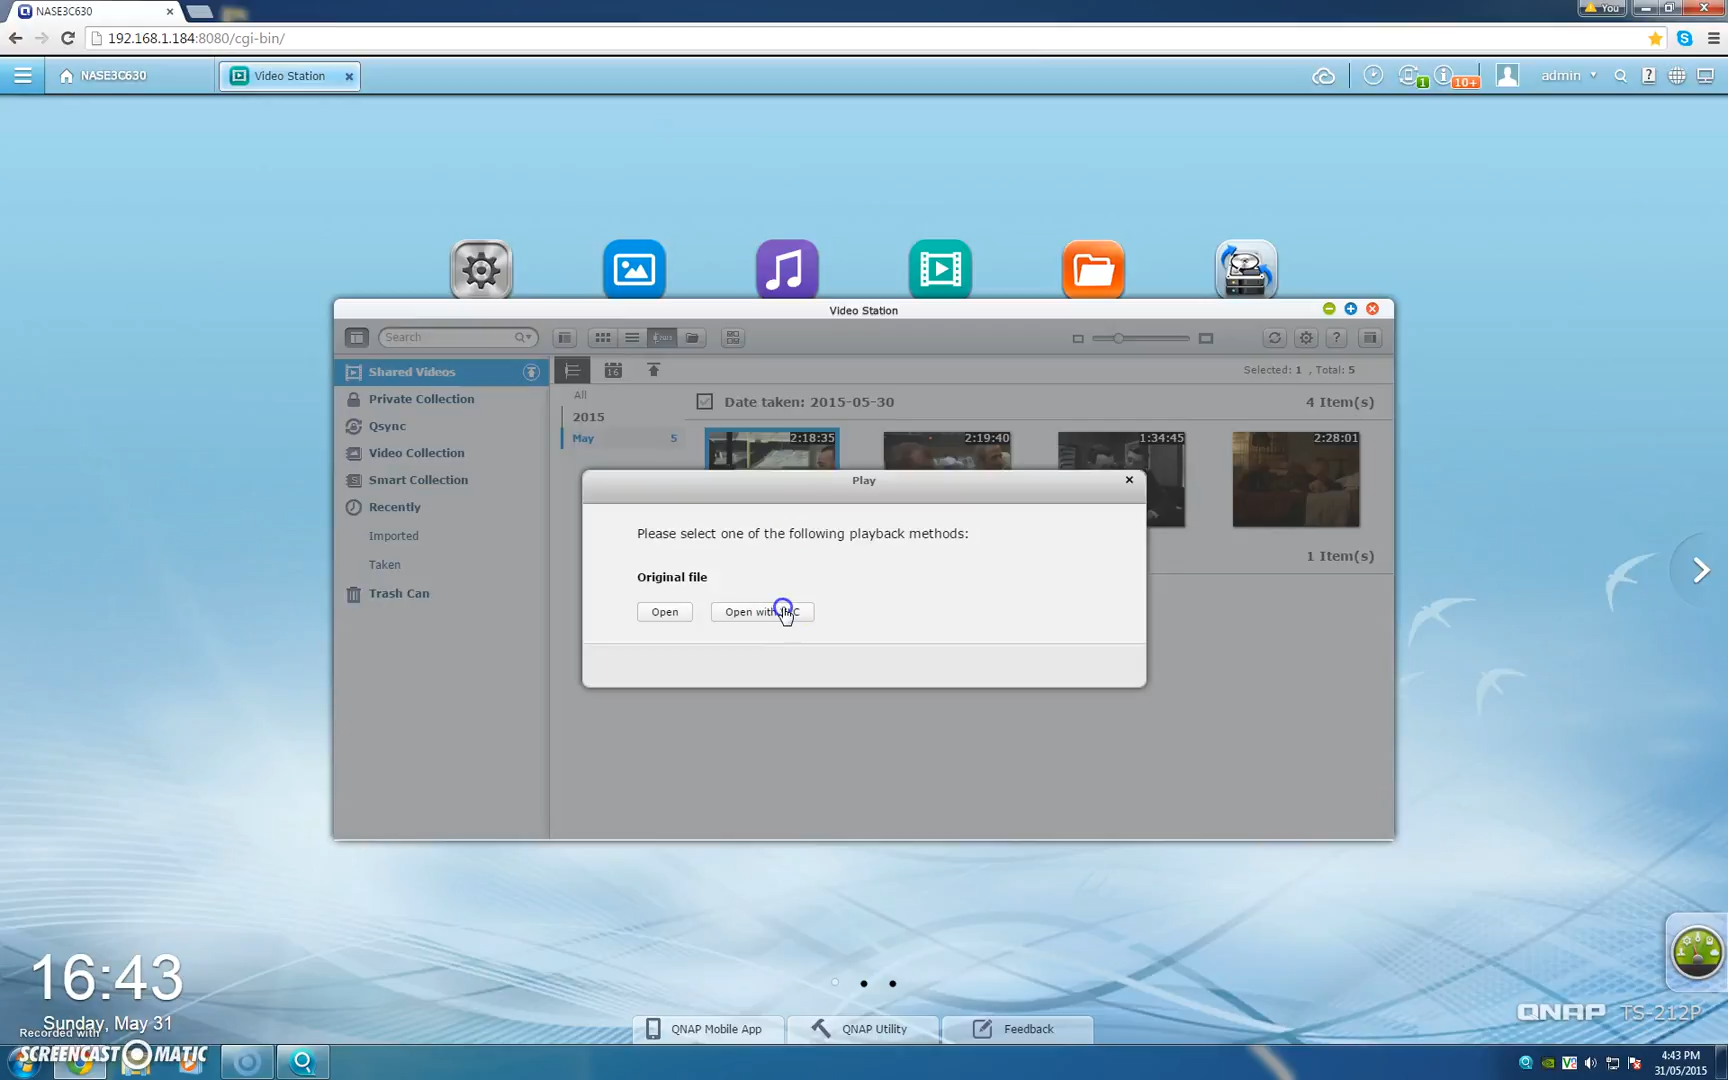 NASE3C630
You
192.168.1.184:8080/cgi-bin/
NASE3C630
Video Station
1
10+
admin
Video Station
Search
Selected: 1 , Total: 5
Shared Videos
Private Collection
Qsync
Video Collection
Smart Collection
Recently
Imported
Taken
Trash Can
16
All
2015
May 5
Date taken: 2015-05-30
4 Item(s)
2:18:35
2:19:40
1:34:45
2:28:01
1 Item(s)
Play
Please select one of the following playback methods:
Original file
Open
Open with
16:43
Sunday, May 31
QNAP TS-212P
QNAP Mobile App
QNAP Utility
Feedback
Recorded with
SCREENCAST MATIC
4:43 PM
31/05/2015